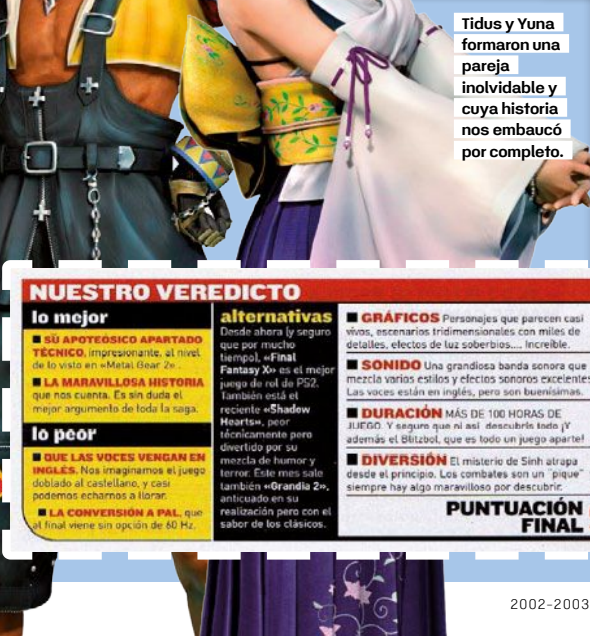 Tidus y Yuna
formaron una
pareja
inolvidable y
cuya historia
nos embaucó
por completo.
NUESTRO VEREDICTO
lo mejor
■ SU APOTEÓSICO APARTADO
TÉCNICO, impresionante, al nivel
de lo visto en «Metal Gear 2».
■ LA MARAVILLOSA HISTORIA
que nos cuenta. Es sin duda el
mejor argumento de toda la saga.
lo peor
■ QUE LAS VOCES VENGAN EN
INGLÉS. Nos imaginamos el juego
doblado al castellano, y casi
podemos echarnos a llorar.
■ LA CONVERSIÓN A PAL, que
al final viene sin opción de 60 Hz.
alternativas
Desde ahora (y seguro
que por mucho
tiempo), «Final
Fantasy X» es el mejor
juego de rol de PS2.
También está el
reciente «Shadow
Hearts», peor
técnicamente pero
divertido por su
mezcla de humor y
terror. Este mes sale
también «Grandia 2»,
anticuado en su
realización pero con el
sabor de los clásicos.
■ GRÁFICOS Personajes que parecen casi
vivos, escenarios tridimensionales con miles de
detalles, efectos de luz soberbios.... Increíble.
■ SONIDO Una grandiosa banda sonora que
mezcla varios estilos y efectos sonoros excelentes.
Las voces están en inglés, pero son buenísimas.
■ DURACIÓN MÁS DE 100 HORAS DE
JUEGO. Y seguro que ni así descubrís todo ¡Y
además el Blitzbol, que es todo un juego aparte!
■ DIVERSIÓN El misterio de Sinh atrapa
desde el principio. Los combates son un "pique"
siempre hay algo maravilloso por descubrir.
PUNTUACIÓN
FINAL
2002-2003